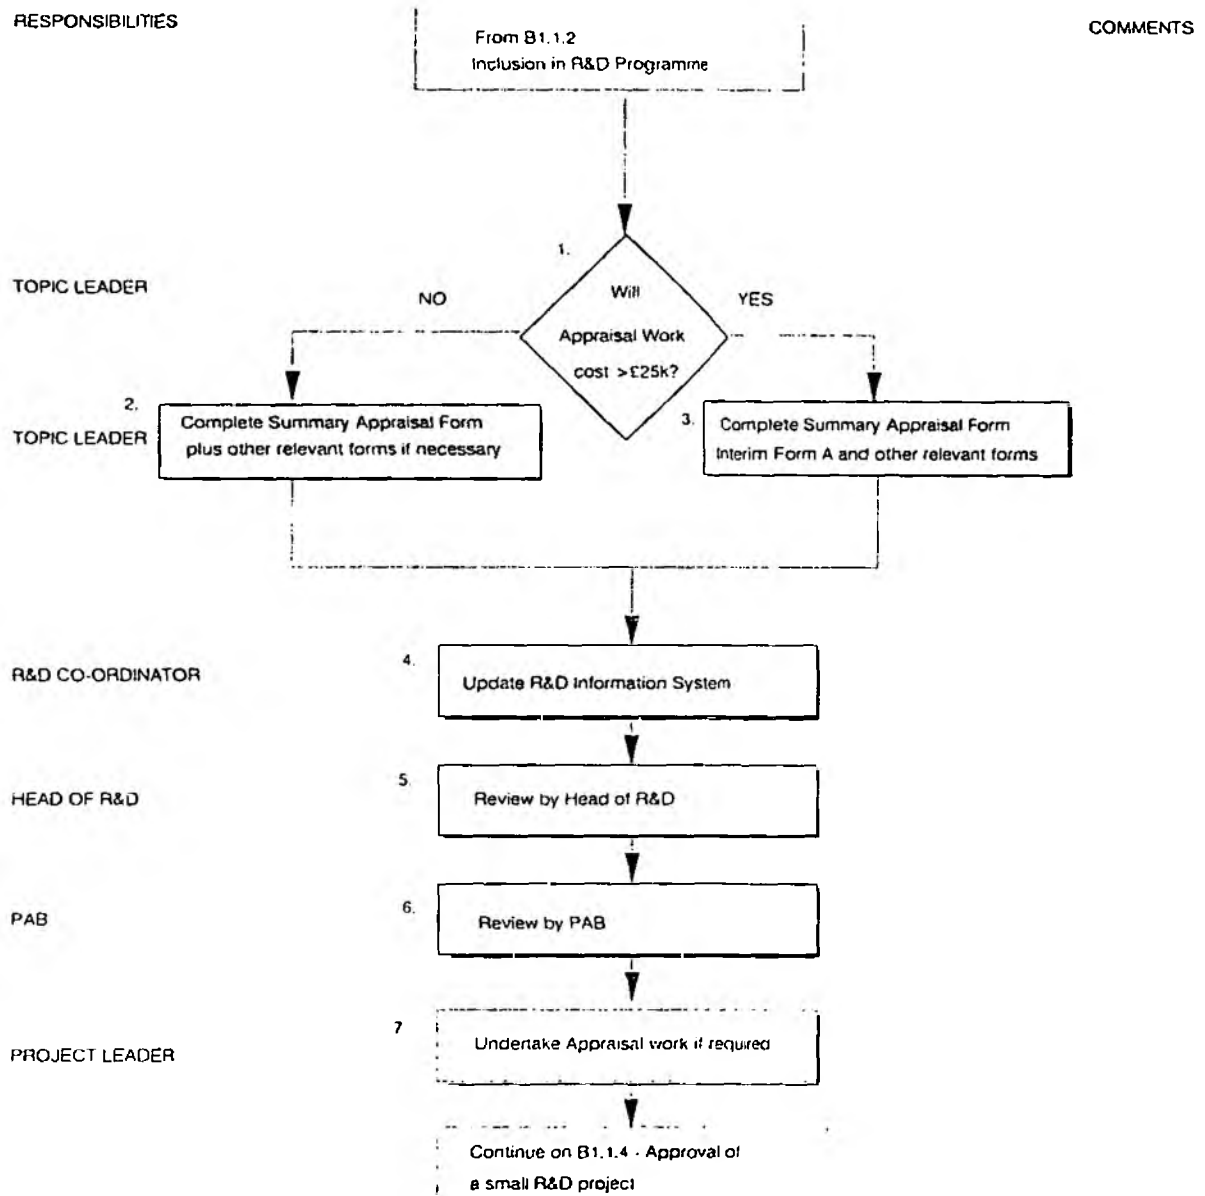 RESPONSIBILITIES
COMMENTS
From B1.1.2
Inclusion in R&D Programme
1.
TOPIC LEADER
NO
Will
YES
Appraisal Work
cost >£25k?
2.
TOPIC LEADER
Complete Summary Appraisal Form
plus other relevant forms if necessary
3.
Complete Summary Appraisal Form
Interim Form A and other relevant forms
R&D CO-ORDINATOR
4.
Update R&D Information System
HEAD OF R&D
5.
Review by Head of R&D
PAB
6.
Review by PAB
PROJECT LEADER
7
Undertake Appraisal work if required
Continue on B1.1.4 - Approval of
a small R&D project